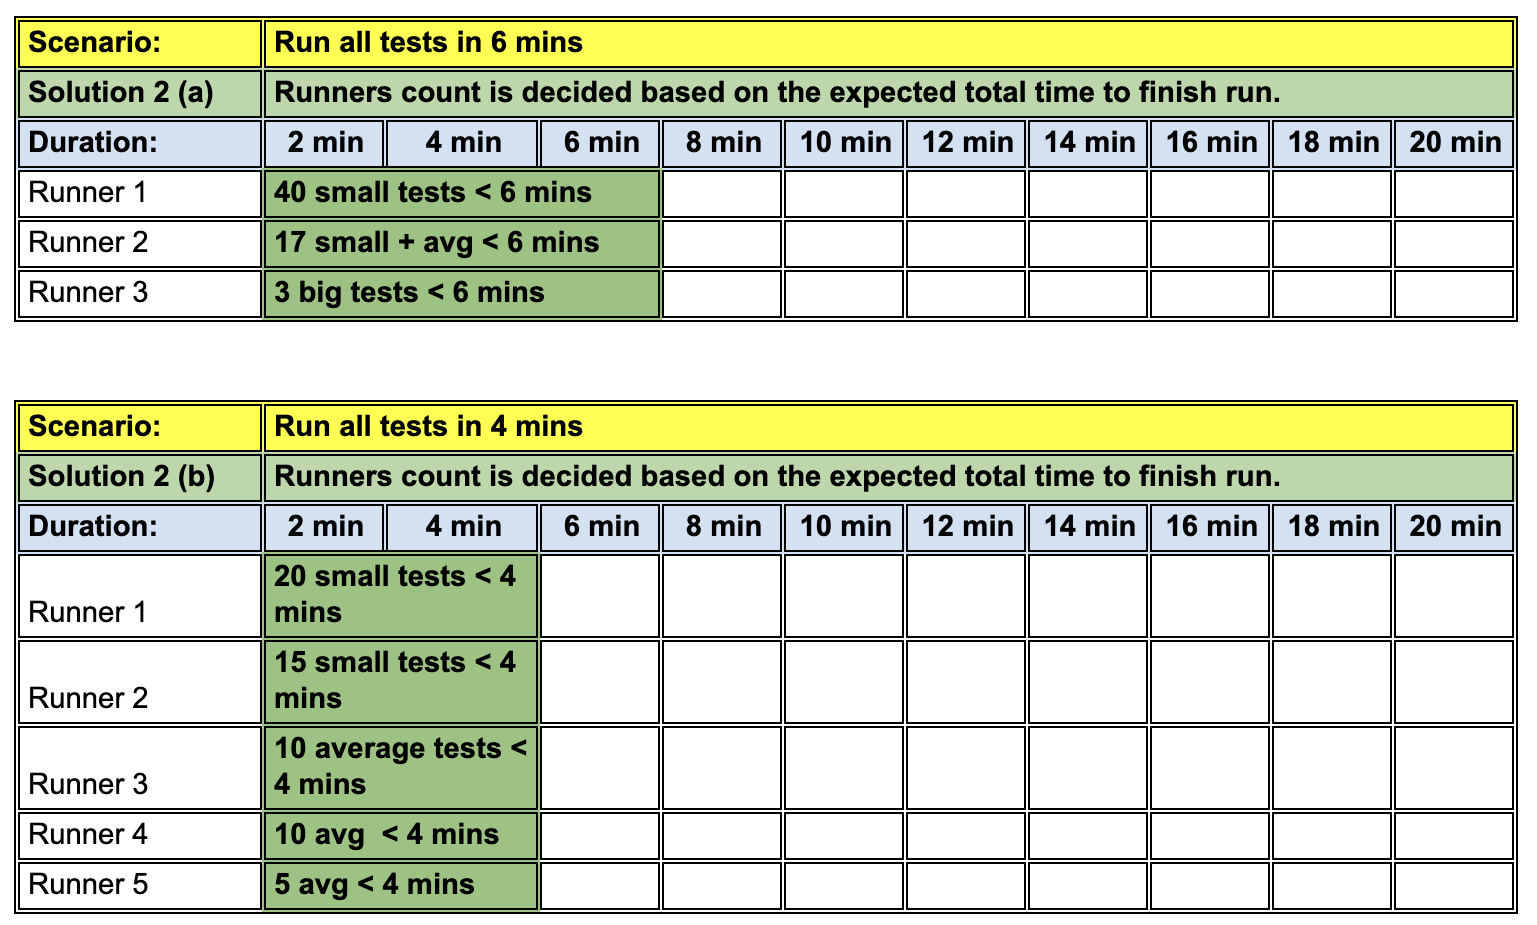 Scenario: Run all tests in 6 mins
Solution 2 (a) Runners count is decided based on the expected total time to finish run.
Duration: 2 min 4 min 6 min 8 min 10 min 12 min 14 min 16 min 18 min 20 min
Runner 1 40 small tests < 6 mins
Runner 2 17 small + avg < 6 mins
Runner 3 3 big tests < 6 mins
Scenario: Run all tests in 4 mins
Solution 2 (b) Runners count is decided based on the expected total time to finish run.
Duration: 2 min 4 min 6 min 8 min 10 min 12 min 14 min 16 min 18 min 20 min
20 small tests < 4
Runner 1 mins
15 small tests < 4
Runner 2 mins
10 average tests <
Runner 3 4 mins
Runner 4 10 avg < 4 mins
Runner 5 5 avg < 4 mins